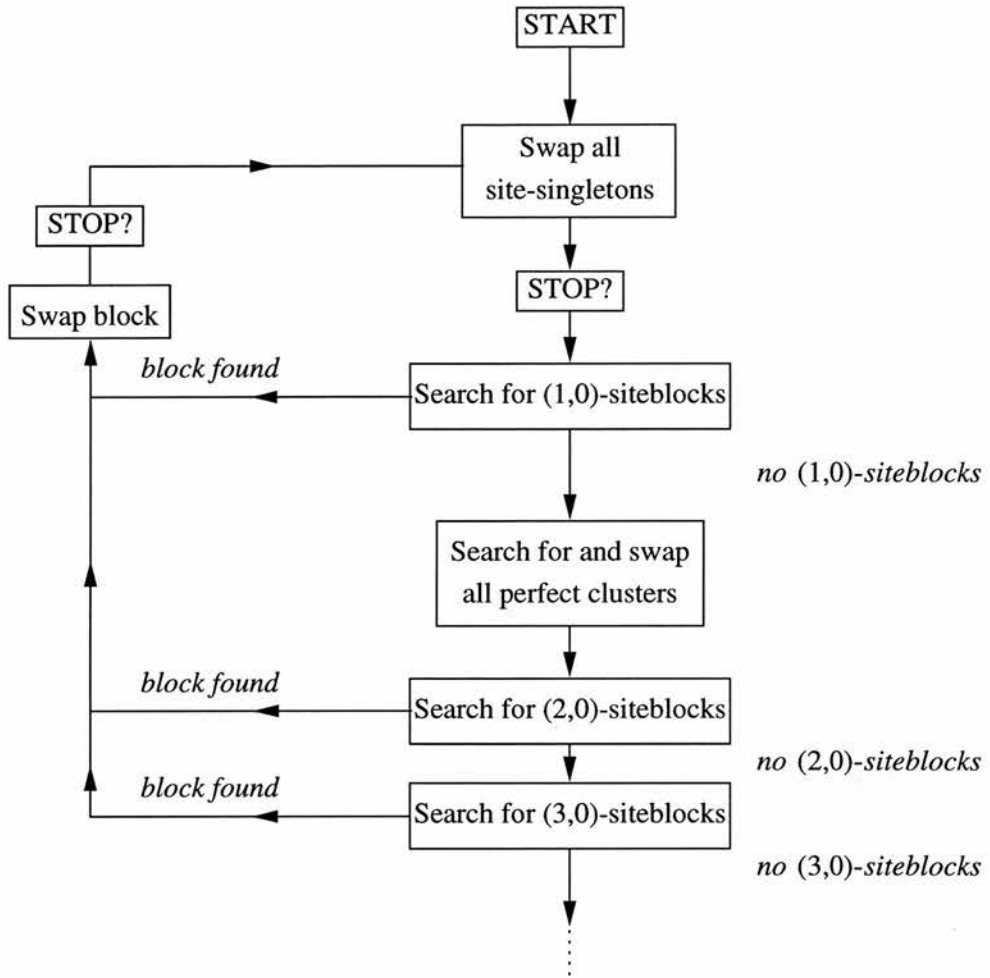 START
Swap all
site-singletons
STOP?
STOP?
Swap block
block found
Search for (1,0)-siteblocks
no (1,0)-siteblocks
Search for and swap
all perfect clusters
block found
Search for (2,0)-siteblocks
no (2,0)-siteblocks
block found
Search for (3,0)-siteblocks
no (3,0)-siteblocks